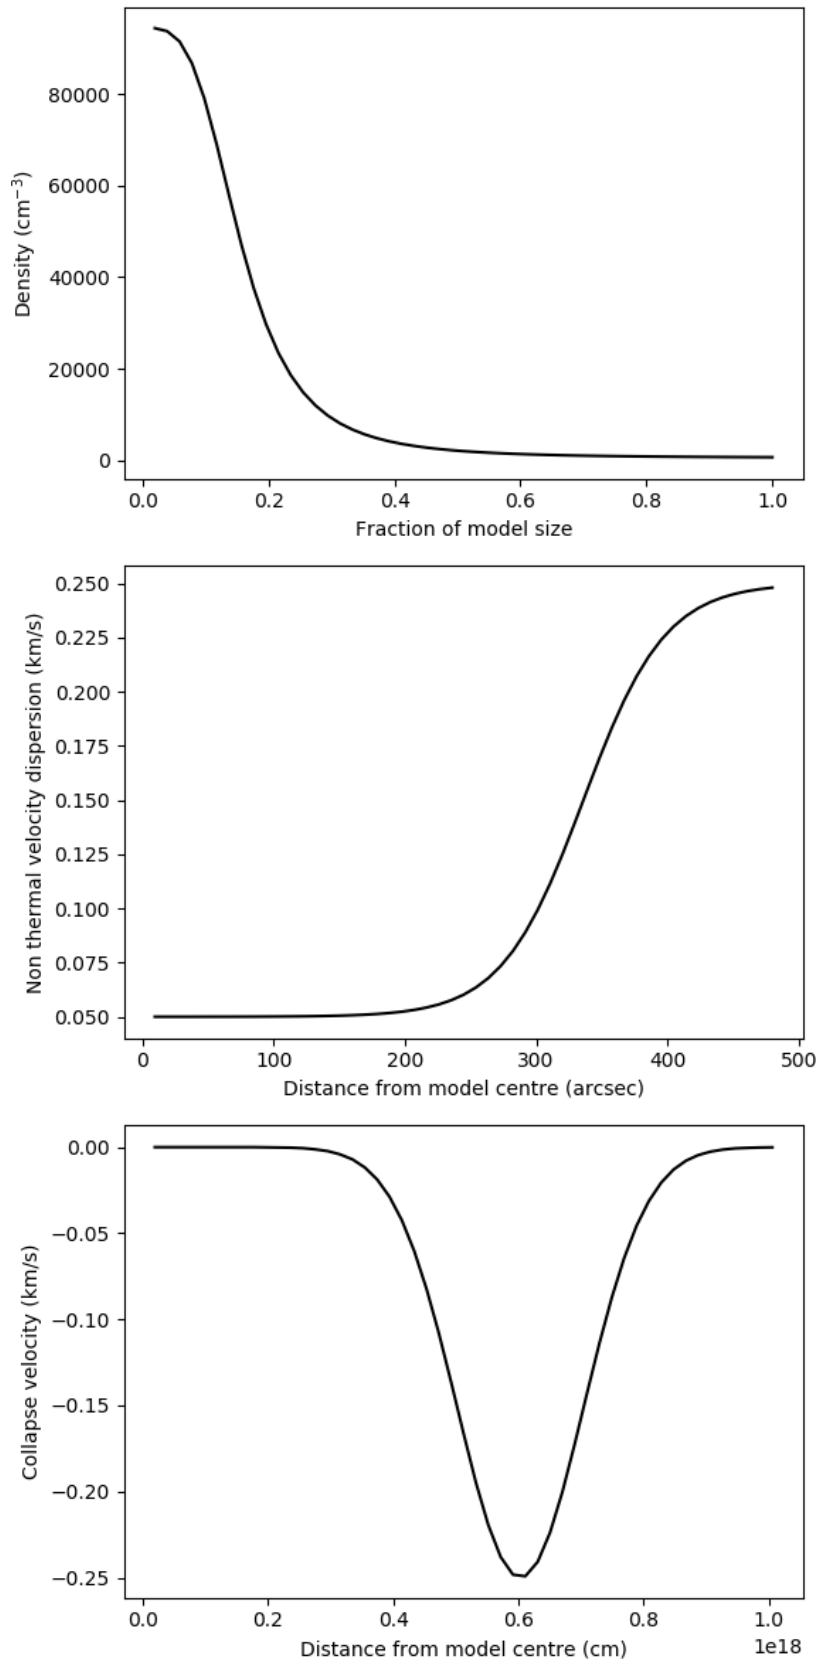 80000
60000
40000
20000
0
Density (cm⁻³)
0.0 0.2 0.4 0.6 0.8 1.0
Fraction of model size
0.250
0.225
0.200
0.175
0.150
0.125
0.100
0.075
0.050
Non thermal velocity dispersion (km/s)
0 100 200 300 400 500
Distance from model centre (arcsec)
0.00
−0.05
−0.10
−0.15
−0.20
−0.25
Collapse velocity (km/s)
0.0 0.2 0.4 0.6 0.8 1.0
Distance from model centre (cm)
1e18